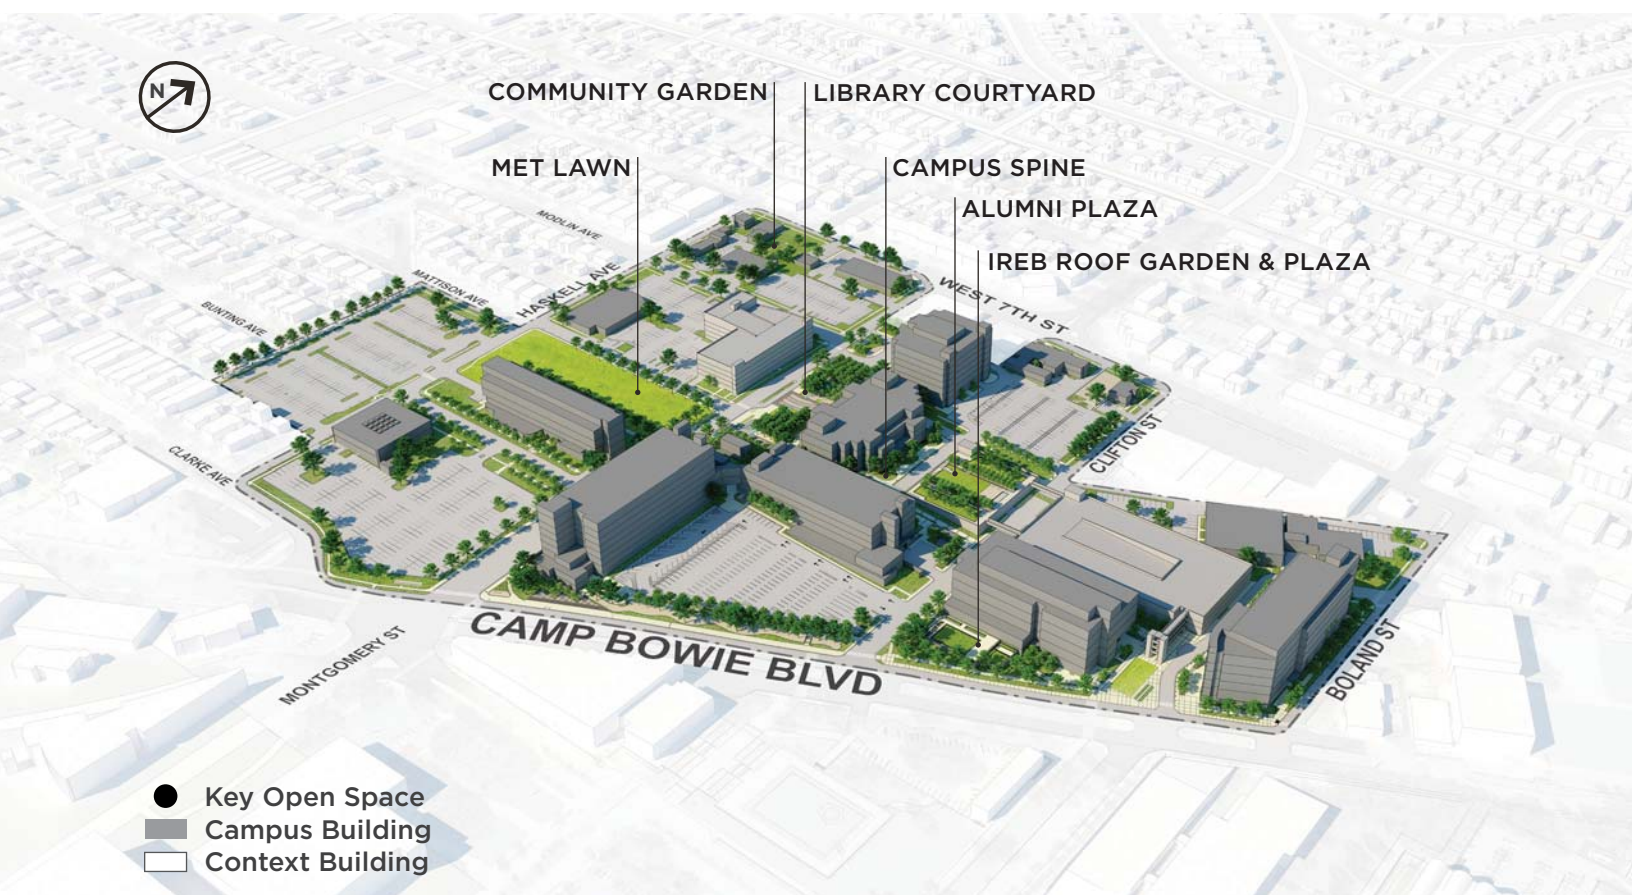 N
COMMUNITY GARDEN
LIBRARY COURTYARD
MET LAWN
CAMPUS SPINE
ALUMNI PLAZA
IREB ROOF GARDEN & PLAZA
MODLIN AVE
HASKELL AVE
MATTISON AVE
BUNTING AVE
WEST 7TH ST
CLARKE AVE
CLIFTON ST
CAMP BOWIE BLVD
MONTGOMERY ST
BOLAND ST
Key Open Space
Campus Building
Context Building